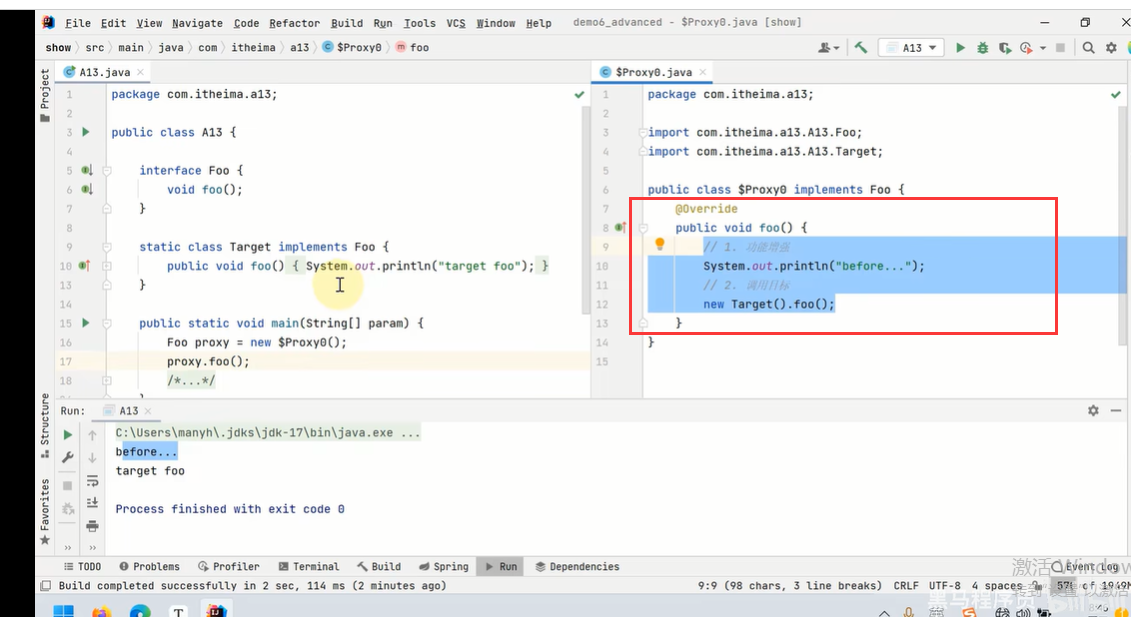 File Edit View Navigate Code Refactor Build Run Tools VCS Window Help demo6_advanced - $Proxy0.java [show]
show src main java com itheima a13 $Proxy0 foo
A13
Project
A13.java
1 package com.itheima.a13;
2
3 public class A13 {
4
5 interface Foo {
6 void foo();
7 }
8
9 static class Target implements Foo {
10 public void foo() { System.out.println("target foo"); }
13 }
14
15 public static void main(String[] param) {
16 Foo proxy = new $Proxy0();
17 proxy.foo();
18 /*...*/
$Proxy0.java
1 package com.itheima.a13;
2
3 import com.itheima.a13.A13.Foo;
4 import com.itheima.a13.A13.Target;
5
6 public class $Proxy0 implements Foo {
7 @Override
8 public void foo() {
9 // 1. 功能增强
10 System.out.println("before...");
11 // 2. 调用目标
12 new Target().foo();
13 }
14 }
15
Structure
Favorites
Run: A13
C:\Users\manyh\.jdks\jdk-17\bin\java.exe ...
before...
target foo
Process finished with exit code 0
TODO Problems Profiler Terminal Build Spring Run Dependencies Event Log
Build completed successfully in 2 sec, 114 ms (2 minutes ago) 9:9 (98 chars, 3 line breaks) CRLF UTF-8 4 spaces of 1949M
激活 Window
转到"设置"以激活
黑马程序员